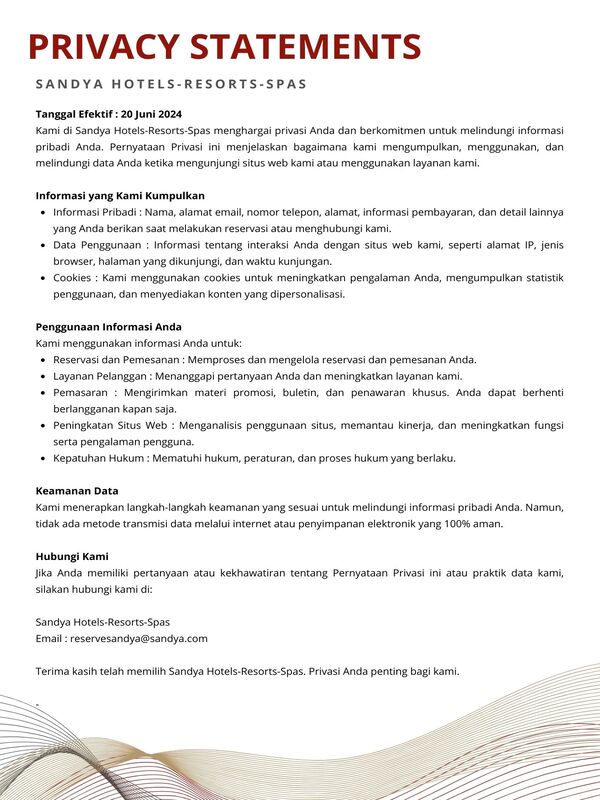 PRIVACY STATEMENTS
SANDYA HOTELS-RESORTS-SPAS
Tanggal Efektif : 20 Juni 2024
Kami di Sandya Hotels-Resorts-Spas menghargai privasi Anda dan berkomitmen untuk melindungi informasi
pribadi Anda. Pernyataan Privasi ini menjelaskan bagaimana kami mengumpulkan, menggunakan, dan
melindungi data Anda ketika mengunjungi situs web kami atau menggunakan layanan kami.
Informasi yang Kami Kumpulkan
• Informasi Pribadi : Nama, alamat email, nomor telepon, alamat, informasi pembayaran, dan detail lainnya
yang Anda berikan saat melakukan reservasi atau menghubungi kami.
• Data Penggunaan : Informasi tentang interaksi Anda dengan situs web kami, seperti alamat IP, jenis
browser, halaman yang dikunjungi, dan waktu kunjungan.
• Cookies : Kami menggunakan cookies untuk meningkatkan pengalaman Anda, mengumpulkan statistik
penggunaan, dan menyediakan konten yang dipersonalisasi.
Penggunaan Informasi Anda
Kami menggunakan informasi Anda untuk:
• Reservasi dan Pemesanan : Memproses dan mengelola reservasi dan pemesanan Anda.
• Layanan Pelanggan : Menanggapi pertanyaan Anda dan meningkatkan layanan kami.
• Pemasaran : Mengirimkan materi promosi, buletin, dan penawaran khusus. Anda dapat berhenti
berlangganan kapan saja.
• Peningkatan Situs Web : Menganalisis penggunaan situs, memantau kinerja, dan meningkatkan fungsi
serta pengalaman pengguna.
• Kepatuhan Hukum : Mematuhi hukum, peraturan, dan proses hukum yang berlaku.
Keamanan Data
Kami menerapkan langkah-langkah keamanan yang sesuai untuk melindungi informasi pribadi Anda. Namun,
tidak ada metode transmisi data melalui internet atau penyimpanan elektronik yang 100% aman.
Hubungi Kami
Jika Anda memiliki pertanyaan atau kekhawatiran tentang Pernyataan Privasi ini atau praktik data kami,
silakan hubungi kami di:
Sandya Hotels-Resorts-Spas
Email : reservesandya@sandya.com
Terima kasih telah memilih Sandya Hotels-Resorts-Spas. Privasi Anda penting bagi kami.
"